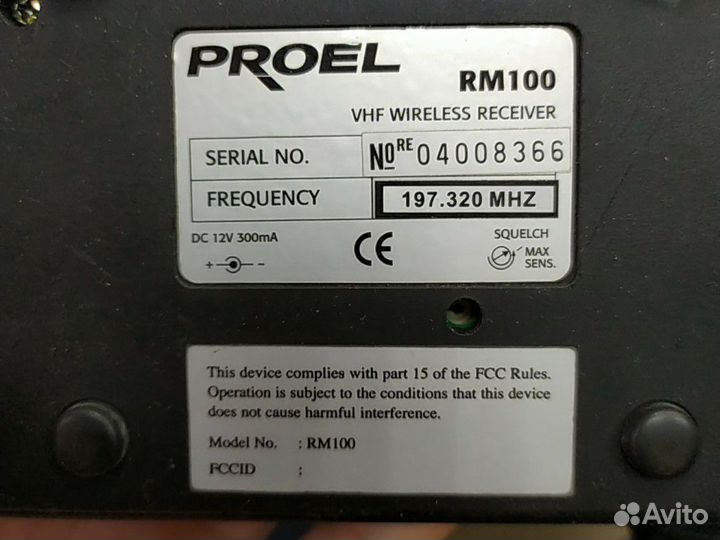 PROEL
RM100
VHF WIRELESS RECEIVER
SERIAL NO. NoRE 04008366
FREQUENCY 197.320 MHZ
DC 12V 300mA
+ -
CE
SQUELCH
MAX
SENS.
This device complies with part 15 of the FCC Rules.
Operation is subject to the conditions that this device
does not cause harmful interference.
Model No. : RM100
FCCID :
Avito